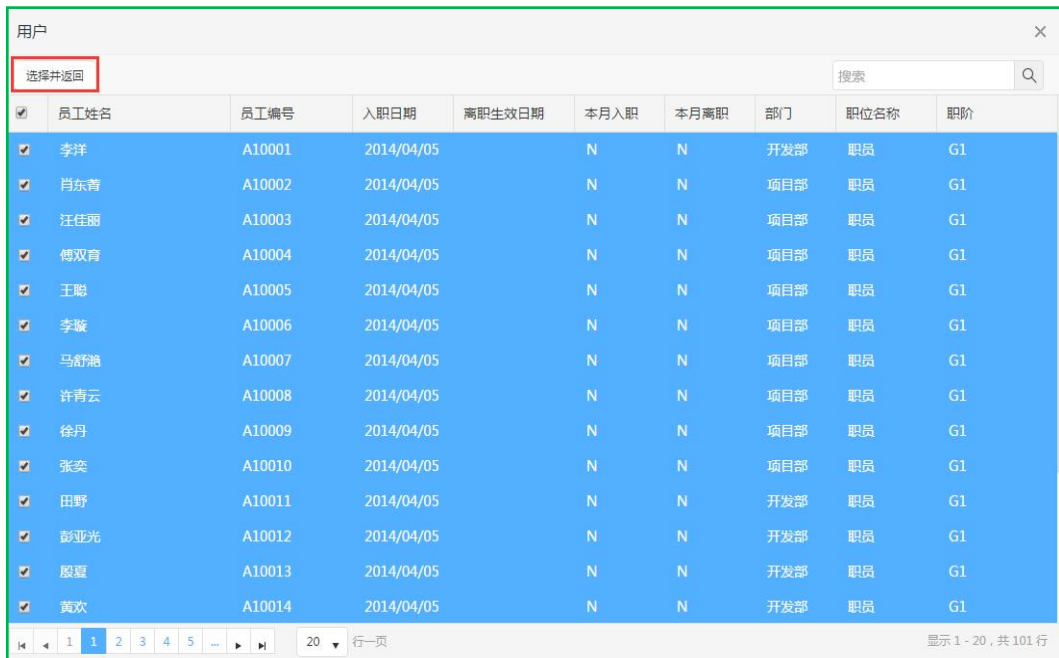 用户
选择并返回 搜索
员工姓名 员工编号 入职日期 离职生效日期 本月入职 本月离职 部门 职位名称 职阶
李洋 A10001 2014/04/05 N N 开发部 职员 G1
肖东菁 A10002 2014/04/05 N N 项目部 职员 G1
汪佳丽 A10003 2014/04/05 N N 项目部 职员 G1
傅双育 A10004 2014/04/05 N N 项目部 职员 G1
王聪 A10005 2014/04/05 N N 项目部 职员 G1
李璇 A10006 2014/04/05 N N 项目部 职员 G1
A10007 2014/04/05 N N 项目部 职员 G1
许青云 A10008 2014/04/05 N N 项目部 职员 G1
徐丹 A10009 2014/04/05 N N 项目部 职员 G1
张奕 A10010 2014/04/05 N N 项目部 职员 G1
田野 A10011 2014/04/05 N N 开发部 职员 G1
彭亚光 A10012 2014/04/05 N N 开发部 职员 G1
殷夏 A10013 2014/04/05 N N 开发部 职员 G1
黄欢 A10014 2014/04/05 N N 开发部 职员 G1
1 1 2 3 4 5 ... 20 行一页 显示 1 - 20 , 共 101 行